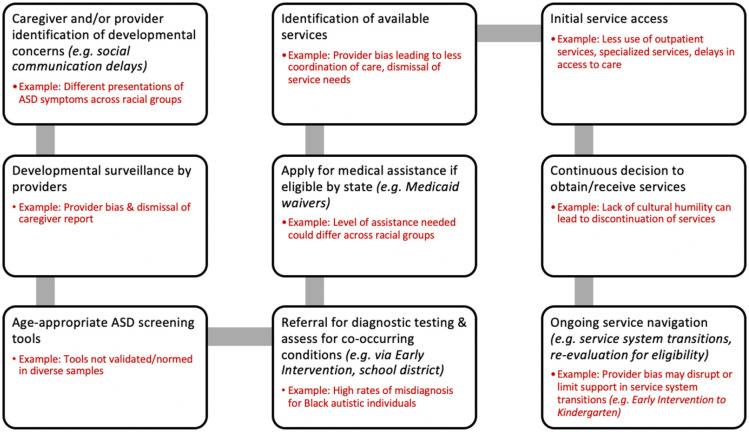 Caregiver and/or provider
identification of developmental
concerns (e.g. social
communication delays)
• Example: Different presentations of
ASD symptoms across racial groups
Developmental surveillance by
providers
• Example: Provider bias & dismissal of
caregiver report
Age-appropriate ASD screening
tools
• Example: Tools not validated/normed
in diverse samples
Referral for diagnostic testing &
assess for co-occurring
conditions (e.g. via Early
Intervention, school district)
• Example: High rates of misdiagnosis
for Black autistic individuals
Apply for medical assistance if
eligible by state (e.g. Medicaid
waivers)
• Example: Level of assistance needed
could differ across racial groups
Identification of available
services
• Example: Provider bias leading to less
coordination of care, dismissal of
service needs
Initial service access
• Example: Less use of outpatient
services, specialized services, delays in
access to care
Continuous decision to
obtain/receive services
• Example: Lack of cultural humility can
lead to discontinuation of services
Ongoing service navigation
(e.g. service system transitions,
re-evaluation for eligibility)
• Example: Provider bias may disrupt or
limit support in service system
transitions (e.g. Early Intervention to
Kindergarten)